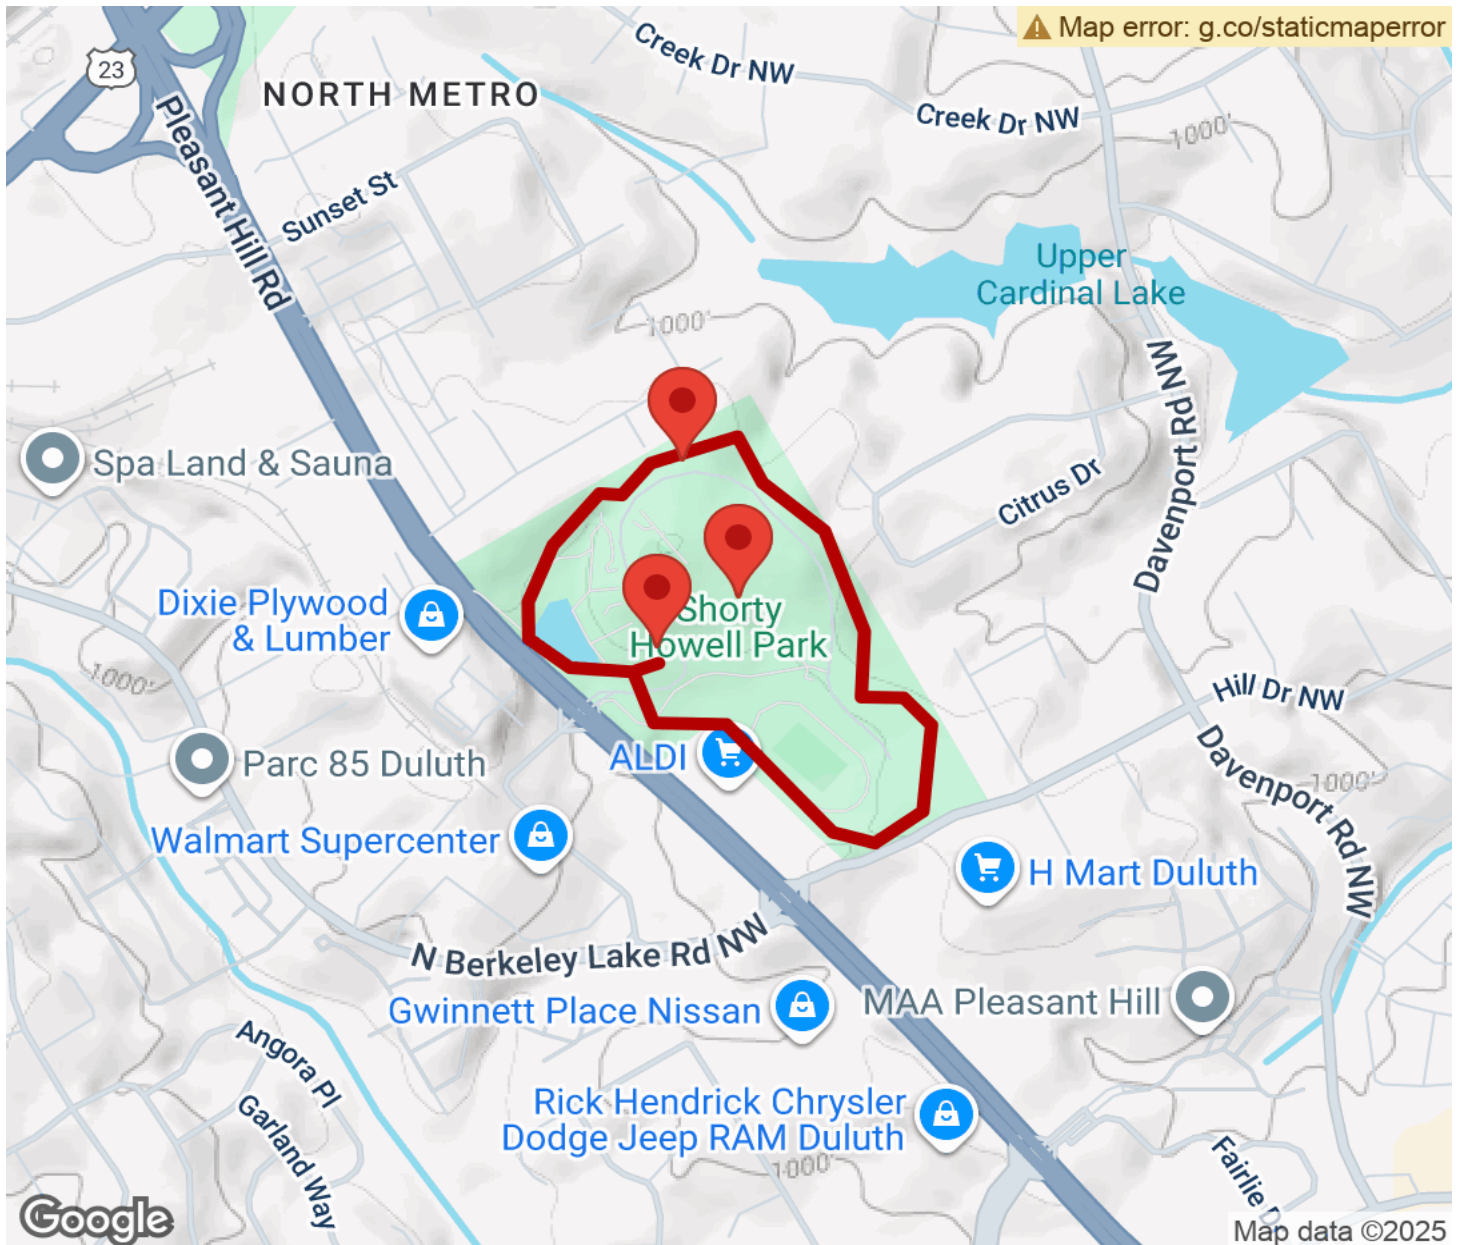 Map error: g.co/staticmaperror
Creek Dr NW
23
NORTH METRO
Creek Dr NW
1000'
Pleasant Hill Rd
Sunset St
Upper
Cardinal Lake
1000'
Davenport Rd NW
Spa Land & Sauna
Citrus Dr
Dixie Plywood
& Lumber
Shorty
Howell Park
1000'
Hill Dr NW
ALDI
Parc 85 Duluth
Davenport Rd NW
1000'
Walmart Supercenter
H Mart Duluth
N Berkeley Lake Rd NW
Gwinnett Place Nissan
MAA Pleasant Hill
Angora Pl
Rick Hendrick Chrysler
Dodge Jeep RAM Duluth
Garland Way
1000'
Fairlie D
Google
Map data ©2025